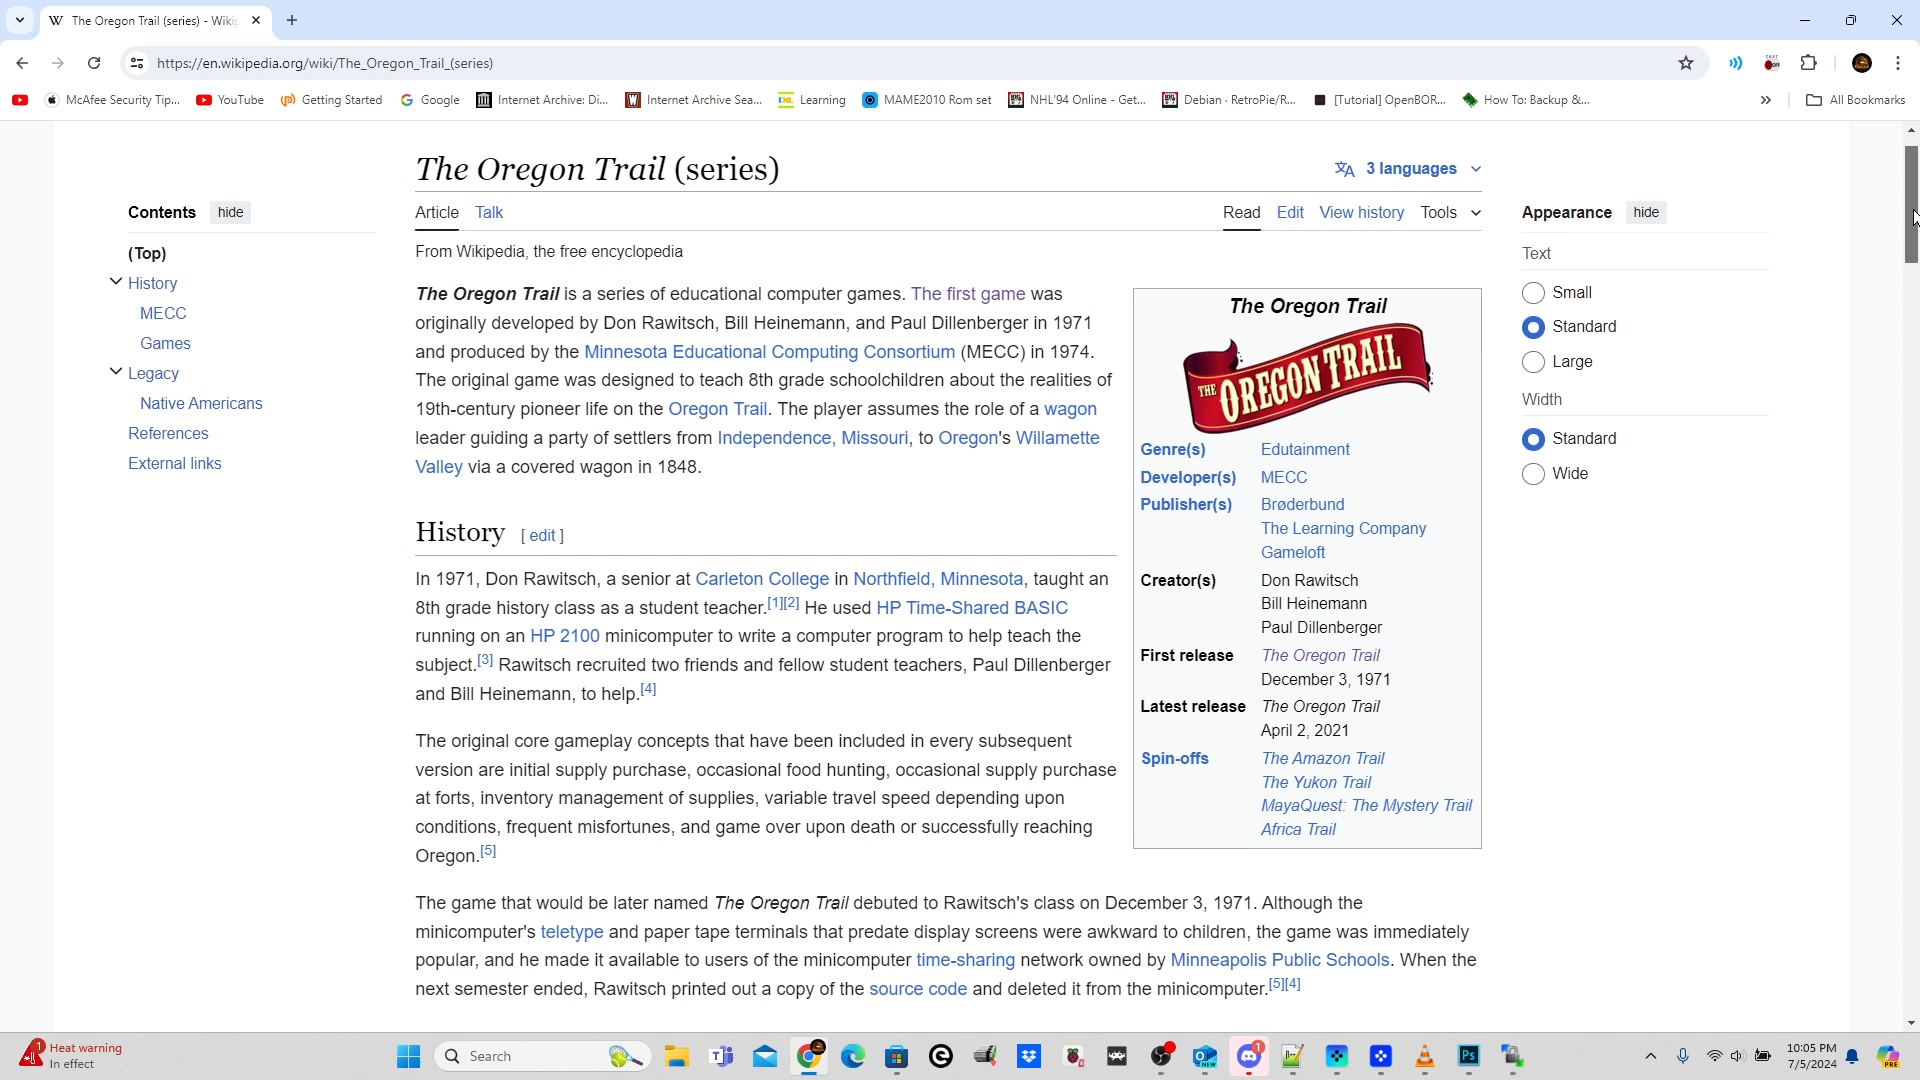 The Oregon Trail (series) - Wiki
https://en.wikipedia.org/wiki/The_Oregon_Trail_(series)
McAfee Security Tip... YouTube Getting Started Google Internet Archive: Di... Internet Archive Sea... Learning MAME2010 Rom set NHL'94 Online - Get... Debian - RetroPie/R... [Tutorial] OpenBOR... How To: Backup &... » All Bookmarks
The Oregon Trail (series)
3 languages
Contents hide
(Top)
History
MECC
Games
Legacy
Native Americans
References
External links
Article Talk
Read Edit View history Tools
From Wikipedia, the free encyclopedia
The Oregon Trail is a series of educational computer games. The first game was
originally developed by Don Rawitsch, Bill Heinemann, and Paul Dillenberger in 1971
and produced by the Minnesota Educational Computing Consortium (MECC) in 1974.
The original game was designed to teach 8th grade schoolchildren about the realities of
19th-century pioneer life on the Oregon Trail. The player assumes the role of a wagon
leader guiding a party of settlers from Independence, Missouri, to Oregon's Willamette
Valley via a covered wagon in 1848.
History [ edit ]
In 1971, Don Rawitsch, a senior at Carleton College in Northfield, Minnesota, taught an
8th grade history class as a student teacher.[1][2] He used HP Time-Shared BASIC
running on an HP 2100 minicomputer to write a computer program to help teach the
subject.[3] Rawitsch recruited two friends and fellow student teachers, Paul Dillenberger
and Bill Heinemann, to help.[4]
The original core gameplay concepts that have been included in every subsequent
version are initial supply purchase, occasional food hunting, occasional supply purchase
at forts, inventory management of supplies, variable travel speed depending upon
conditions, frequent misfortunes, and game over upon death or successfully reaching
Oregon.[5]
The game that would be later named The Oregon Trail debuted to Rawitsch's class on December 3, 1971. Although the
minicomputer's teletype and paper tape terminals that predate display screens were awkward to children, the game was immediately
popular, and he made it available to users of the minicomputer time-sharing network owned by Minneapolis Public Schools. When the
next semester ended, Rawitsch printed out a copy of the source code and deleted it from the minicomputer.[5][4]
The Oregon Trail
THE OREGON TRAIL
Genre(s) Edutainment
Developer(s) MECC
Publisher(s) Brøderbund
The Learning Company
Gameloft
Creator(s) Don Rawitsch
Bill Heinemann
Paul Dillenberger
First release The Oregon Trail
December 3, 1971
Latest release The Oregon Trail
April 2, 2021
Spin-offs The Amazon Trail
The Yukon Trail
MayaQuest: The Mystery Trail
Africa Trail
Appearance hide
Text
Small
Standard
Large
Width
Standard
Wide
1 Heat warning
In effect
Search
1
10:05 PM
7/5/2024
PRE